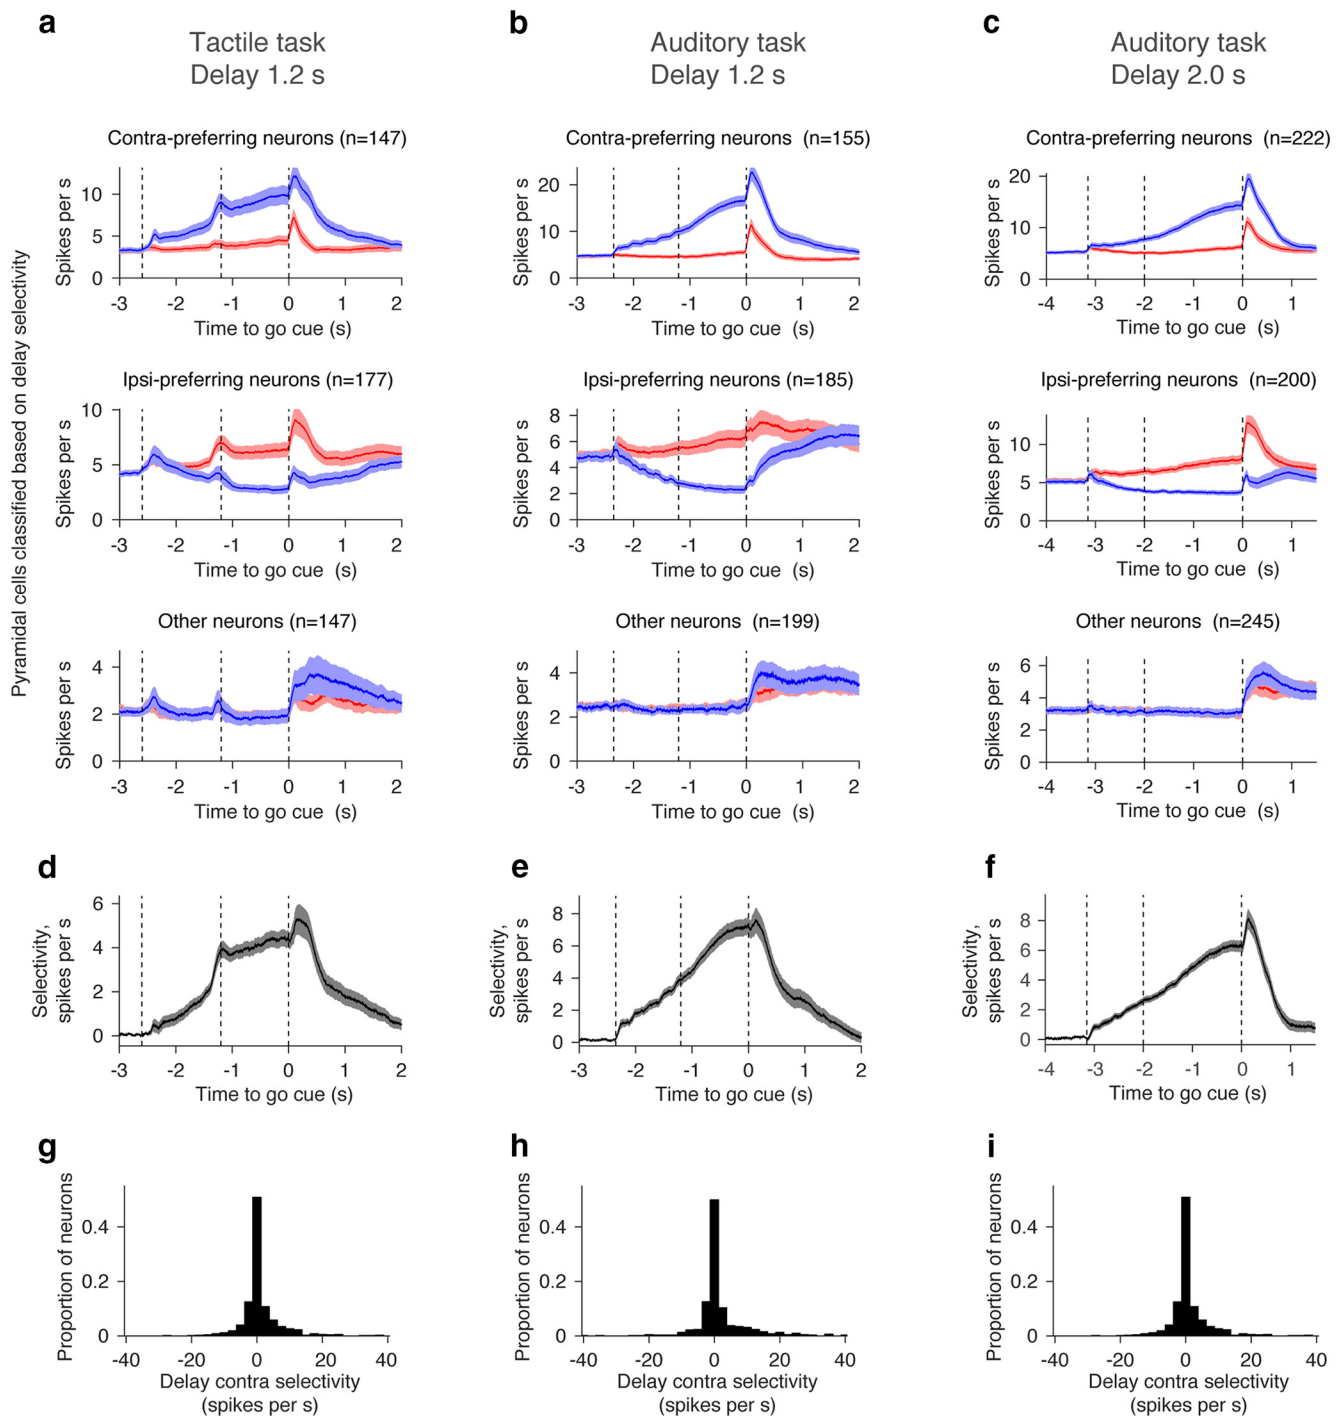 a
Tactile task
Delay 1.2 s
b
Auditory task
Delay 1.2 s
c
Auditory task
Delay 2.0 s
Pyramidal cells classified based on delay selectivity
Contra-preferring neurons (n=147)
Spikes per s
10
5
0
-3 -2 -1 0 1 2
Time to go cue (s)
Contra-preferring neurons (n=155)
Spikes per s
20
10
0
-3 -2 -1 0 1 2
Time to go cue (s)
Contra-preferring neurons (n=222)
Spikes per s
20
10
0
-4 -3 -2 -1 0 1
Time to go cue (s)
Ipsi-preferring neurons (n=177)
Spikes per s
10
5
0
-3 -2 -1 0 1 2
Time to go cue (s)
Ipsi-preferring neurons (n=185)
Spikes per s
8
6
4
2
0
-3 -2 -1 0 1 2
Time to go cue (s)
Ipsi-preferring neurons (n=200)
Spikes per s
10
5
0
-4 -3 -2 -1 0 1
Time to go cue (s)
Other neurons (n=147)
Spikes per s
4
2
0
-3 -2 -1 0 1 2
Time to go cue (s)
Other neurons (n=199)
Spikes per s
4
2
0
-3 -2 -1 0 1 2
Time to go cue (s)
Other neurons (n=245)
Spikes per s
6
4
2
0
-4 -3 -2 -1 0 1
Time to go cue (s)
d
Selectivity,
spikes per s
6
4
2
0
-3 -2 -1 0 1 2
Time to go cue (s)
e
Selectivity,
spikes per s
8
6
4
2
0
-3 -2 -1 0 1 2
Time to go cue (s)
f
Selectivity,
spikes per s
8
6
4
2
0
-4 -3 -2 -1 0 1
Time to go cue (s)
g
Proportion of neurons
0.4
0.2
0
-40 -20 0 20 40
Delay contra selectivity
(spikes per s)
h
Proportion of neurons
0.4
0.2
0
-40 -20 0 20 40
Delay contra selectivity
(spikes per s)
i
Proportion of neurons
0.4
0.2
0
-40 -20 0 20 40
Delay contra selectivity
(spikes per s)